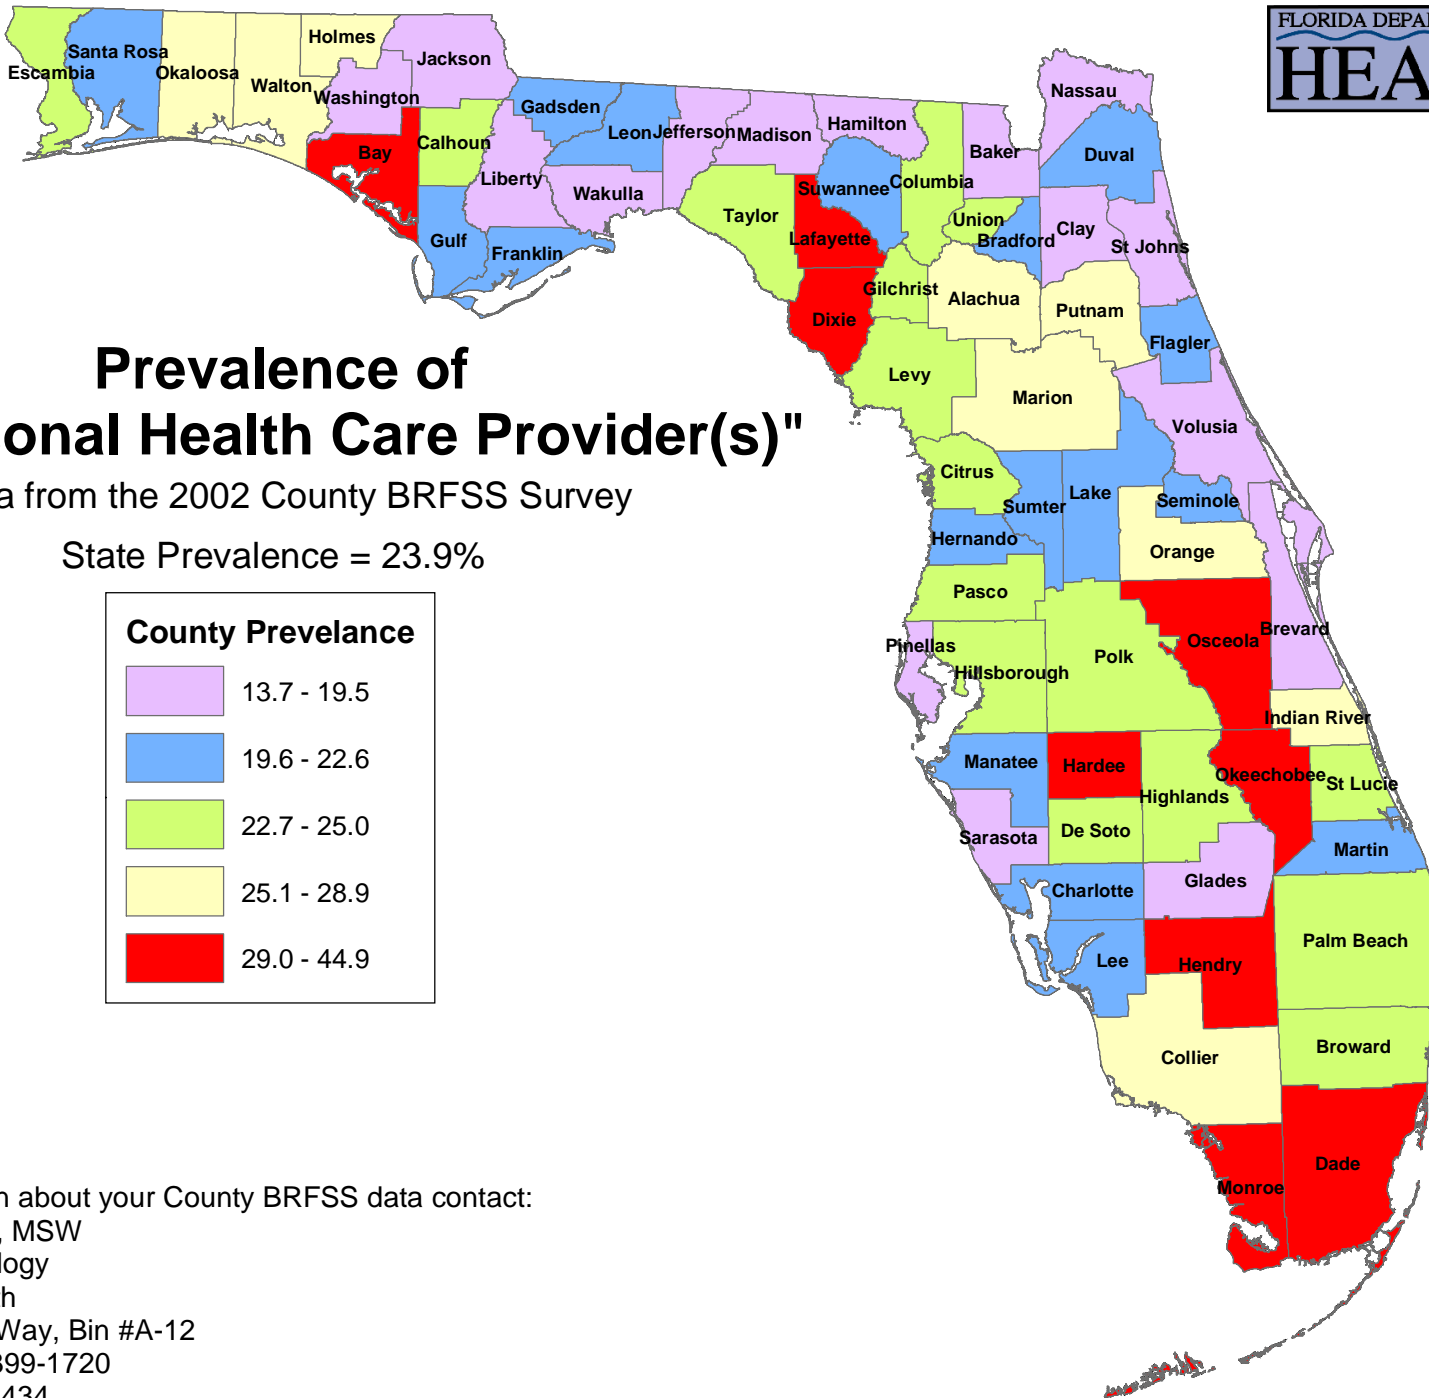 FLORIDA
HEA
Holmes
Santa Rosa
Jackson
Escambia
Okaloosa
Walton
Washington
Nassau
Gadsden
Leon
Jefferson
Madison
Hamilton
Calhoun
Bay
Baker
Duval
Liberty
Wakulla
Suwannee
Columbia
Taylor
Union
Lafayette
Gulf
Franklin
Bradford
Clay
St Johns
Gilchrist
Alachua
Putnam
Dixie
Flagler
Levy
Marion
Volusia
Prevalence of
onal Health Care Provider(s)"
a from the 2002 County BRFSS Survey
State Prevalence = 23.9%
Citrus
Sumter
Lake
Seminole
Hernando
Orange
Pasco
Pinellas
Hillsborough
Polk
Osceola
Brevard
Indian River
Manatee
Hardee
Highlands
Okeechobee
St Lucie
Sarasota
De Soto
Martin
Charlotte
Glades
Lee
Hendry
Palm Beach
Collier
Broward
Dade
Monroe
County Prevelance
13.7 - 19.5
19.6 - 22.6
22.7 - 25.0
25.1 - 28.9
29.0 - 44.9
n about your County BRFSS data contact:
, MSW
logy
th
Way, Bin #A-12
399-1720
434